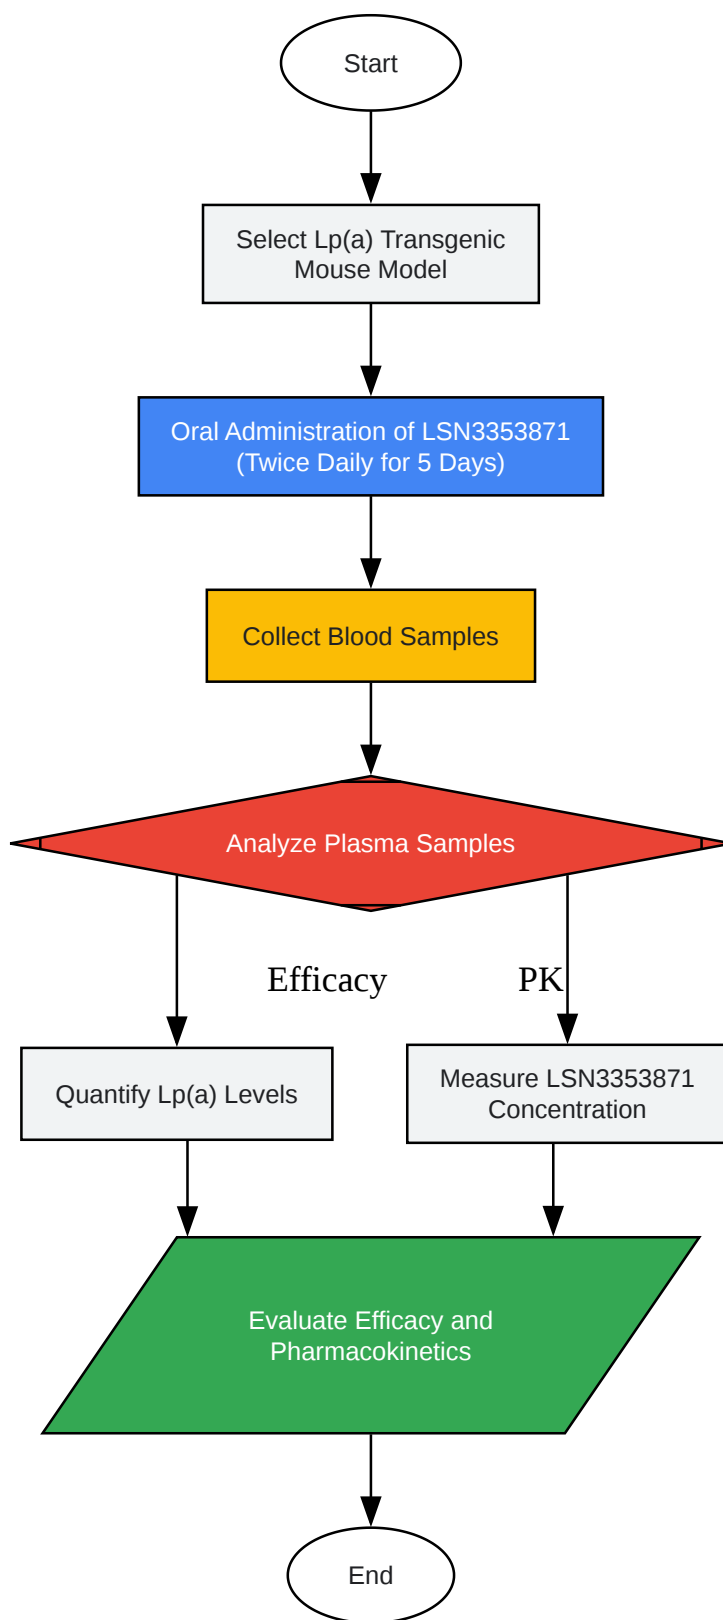 Start
Select Lp(a) Transgenic
Mouse Model
Oral Administration of LSN3353871
(Twice Daily for 5 Days)
Collect Blood Samples
Analyze Plasma Samples
Efficacy
PK
Quantify Lp(a) Levels
Measure LSN3353871
Concentration
Evaluate Efficacy and
Pharmacokinetics
End